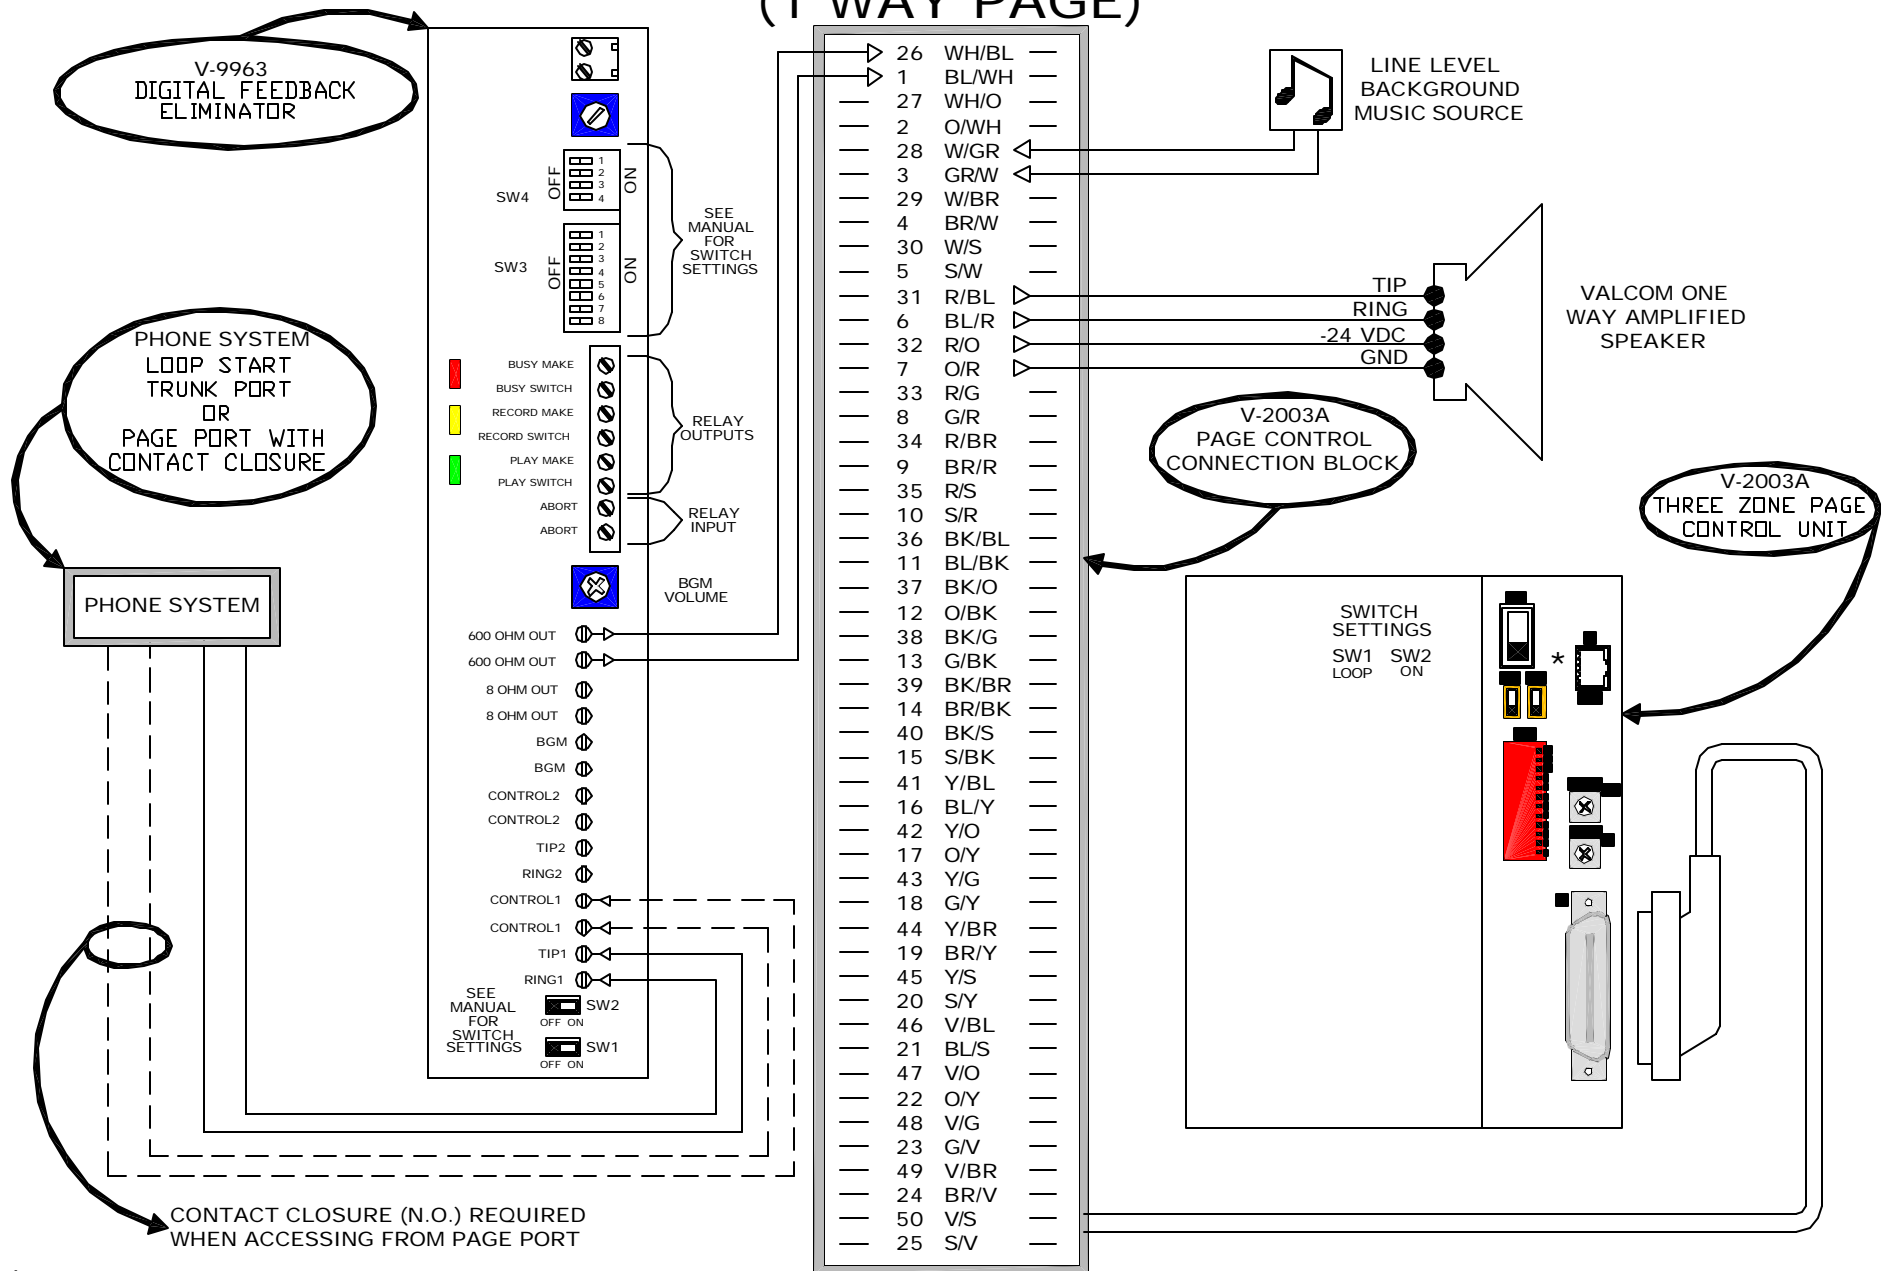 (1 WAY PAGE)
V-9963
DIGITAL FEEDBACK
ELIMINATOR
PHONE SYSTEM
LOOP START
TRUNK PORT
OR
PAGE PORT WITH
CONTACT CLOSURE
PHONE SYSTEM
CONTACT CLOSURE (N.O.) REQUIRED
WHEN ACCESSING FROM PAGE PORT
SW4
OFF
1
2
3
4
ON
SW3
OFF
1
2
3
4
5
6
7
8
ON
SEE
MANUAL
FOR
SWITCH
SETTINGS
BUSY MAKE
BUSY SWITCH
RECORD MAKE
RECORD SWITCH
PLAY MAKE
PLAY SWITCH
ABORT
ABORT
RELAY
OUTPUTS
RELAY
INPUT
BGM
VOLUME
600 OHM OUT
600 OHM OUT
8 OHM OUT
8 OHM OUT
BGM
BGM
CONTROL2
CONTROL2
TIP2
RING2
CONTROL1
CONTROL1
TIP1
RING1
SEE
MANUAL
FOR
SWITCH
SETTINGS
SW2
OFF ON
SW1
OFF ON
26 WH/BL
1 BL/WH
27 WH/O
2 O/WH
28 W/GR
3 GR/W
29 W/BR
4 BR/W
30 W/S
5 S/W
31 R/BL
6 BL/R
32 R/O
7 O/R
33 R/G
8 G/R
34 R/BR
9 BR/R
35 R/S
10 S/R
36 BK/BL
11 BL/BK
37 BK/O
12 O/BK
38 BK/G
13 G/BK
39 BK/BR
14 BR/BK
40 BK/S
15 S/BK
41 Y/BL
16 BL/Y
42 Y/O
17 O/Y
43 Y/G
18 G/Y
44 Y/BR
19 BR/Y
45 Y/S
20 S/Y
46 V/BL
21 BL/S
47 V/O
22 O/Y
48 V/G
23 G/V
49 V/BR
24 BR/V
50 V/S
25 S/V
LINE LEVEL
BACKGROUND
MUSIC SOURCE
TIP
RING
-24 VDC
GND
VALCOM ONE
WAY AMPLIFIED
SPEAKER
V-2003A
PAGE CONTROL
CONNECTION BLOCK
V-2003A
THREE ZONE PAGE
CONTROL UNIT
SWITCH
SETTINGS
SW1 SW2
LOOP ON
*